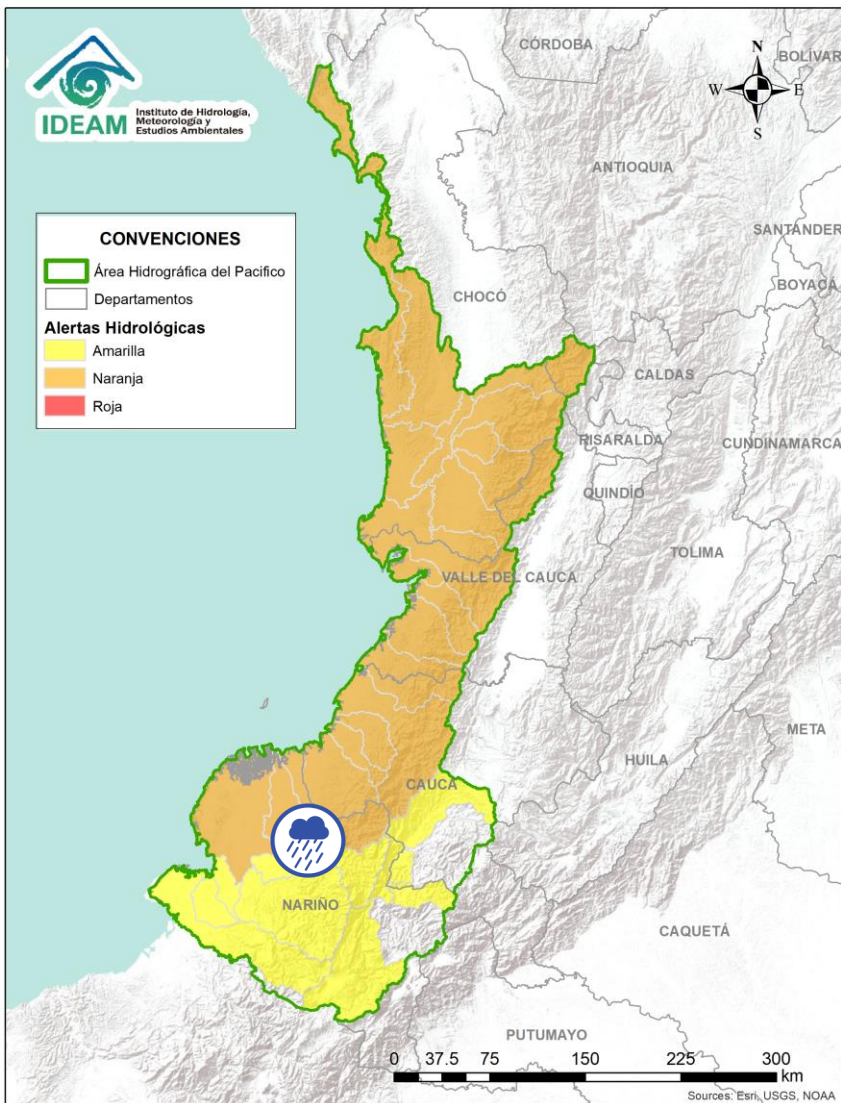 IDEAM
Instituto de Hidrología,
Meteorología y
Estudios Ambientales
CÓRDOBA
BOLÍVAR
N
W
E
S
ANTIOQUIA
SANTANDER
BOYACÁ
CONVENCIONES
Área Hidrográfica del Pacifico
Departamentos
Alertas Hidrológicas
Amarilla
Naranja
Roja
CHOCÓ
CALDAS
RISARALDA
CUNDINAMARCA
QUINDÍO
TOLIMA
VALLE DEL CAUCA
META
HUILA
CAUCA
NARIÑO
CAQUETÁ
PUTUMAYO
0 37.5 75 150 225 300
km
Sources: Esri, USGS, NOAA